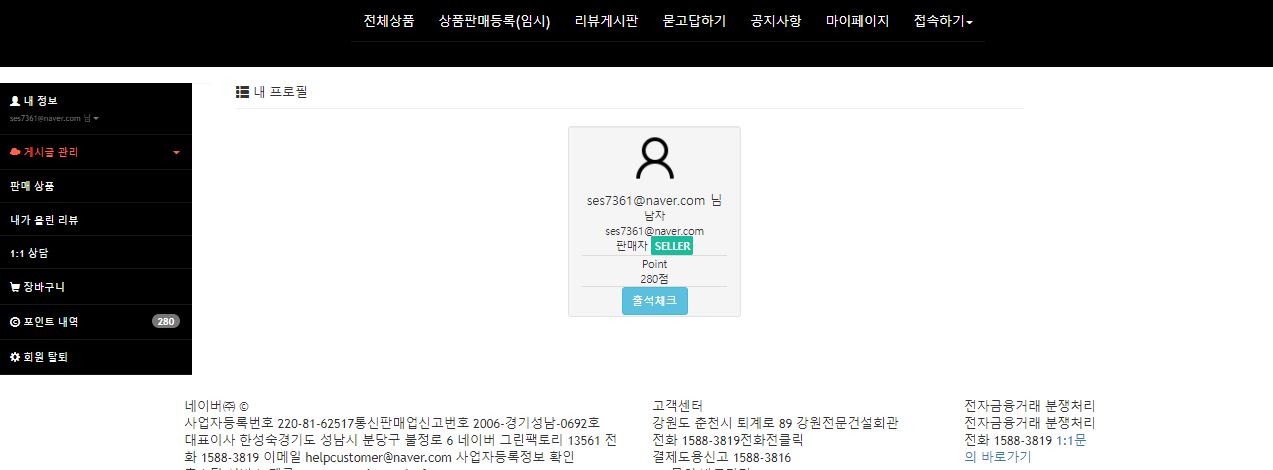 전체상품 상품판매등록(임시) 리뷰게시판 묻고답하기 공지사항 마이페이지 접속하기
내 정보
ses7361@naver.com 님
게시글 관리
판매 상품
내가 올린 리뷰
1:1 상담
장바구니
포인트 내역 280
회원 탈퇴
내 프로필
ses7361@naver.com 님
남자
ses7361@naver.com
판매자 SELLER
Point
280점
출석체크
네이버㈜ ©
사업자등록번호 220-81-62517통신판매업신고번호 2006-경기성남-0692호
대표이사 한성숙경기도 성남시 분당구 불정로 6 네이버 그린팩토리 13561 전
화 1588-3819 이메일 helpcustomer@naver.com 사업자등록정보 확인
고객센터
강원도 춘천시 퇴계로 89 강원전문건설회관
전화 1588-3819전화전클릭
결제도용신고 1588-3816
전자금융거래 분쟁처리
전자금융거래 분쟁처리
전화 1588-3819 1:1문
의 바로가기